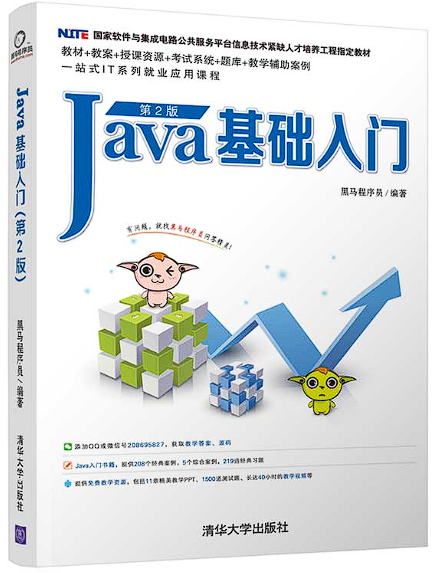 NITE 国家软件与集成电路公共服务平台信息技术紧缺人才培养工程指定教材
教材+教案+授课资源+考试系统+题库+教学辅助案例
一站式IT系列就业应用课程
第2版
Java基础入门
黑马程序员/编著
有问题，就找黑马程序员问答精灵!
添加QQ或微信号208695827，获取教学答案、源码
Java入门书籍，提供208个经典案例，5个综合案例，219道经典习题
提供免费教学资源，包括11章精美教学PPT、1500道测试题、长达40小时的教学视频等
清华大学出版社
Java基础入门(第2版)
黑马程序员/编著
清华大学出版社